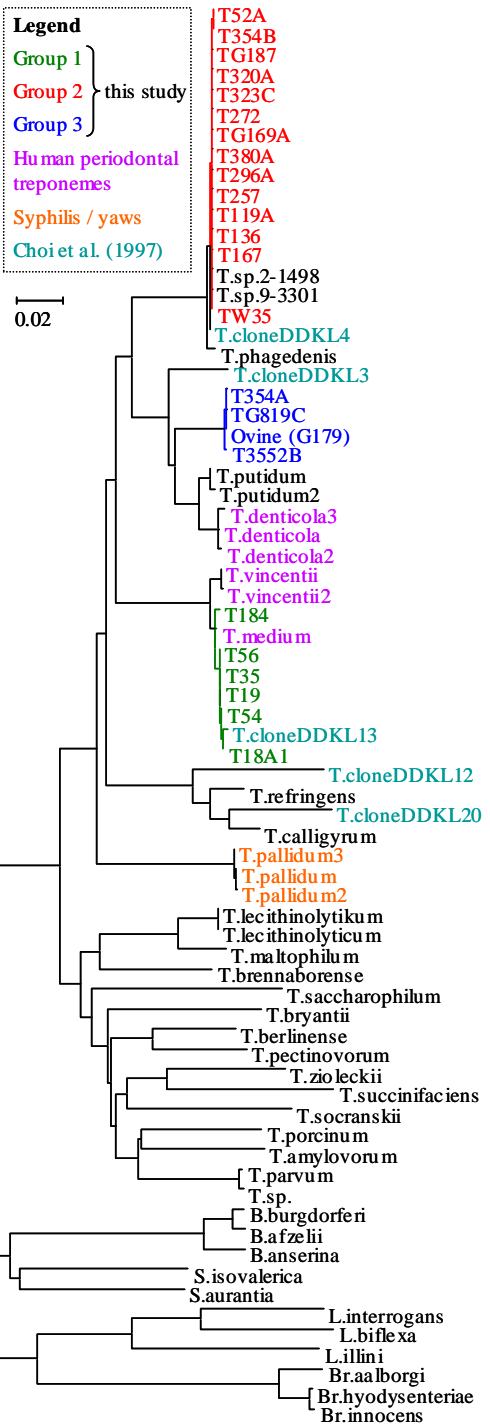 Legend
Group 1
Group 2
Group 3
this study
Human periodontal
treponemes
Syphilis / yaws
Choi et al. (1997)
0.02
T52A
T354B
TG187
T320A
T323C
T272
TG169A
T380A
T296A
T257
T119A
T136
T167
T.sp.2-1498
T.sp.9-3301
TW35
T.cloneDDKL4
T.phagedenis
T.cloneDDKL3
T354A
TG819C
Ovine (G179)
T3552B
T.putidum
T.putidum2
T.denticola3
T.denticola
T.denticola2
T.vincentii
T.vincentii2
T184
T.medium
T56
T35
T19
T54
T.cloneDDKL13
T18A1
T.cloneDDKL12
T.refringens
T.cloneDDKL20
T.calligyrum
T.pallidum3
T.pallidum
T.pallidum2
T.lecithinolytikum
T.lecithinolyticum
T.maltophilum
T.brennaborense
T.saccharophilum
T.bryantii
T.berlinense
T.pectinovorum
T.zioleckii
T.succinifaciens
T.socranskii
T.porcinum
T.amylovorum
T.parvum
T.sp.
B.burgdorferi
B.afzelii
B.anserina
S.isovalerica
S.aurantia
L.interrogans
L.biflexa
L.illini
Br.aalborgi
Br.hyodysenteriae
Br.innocens